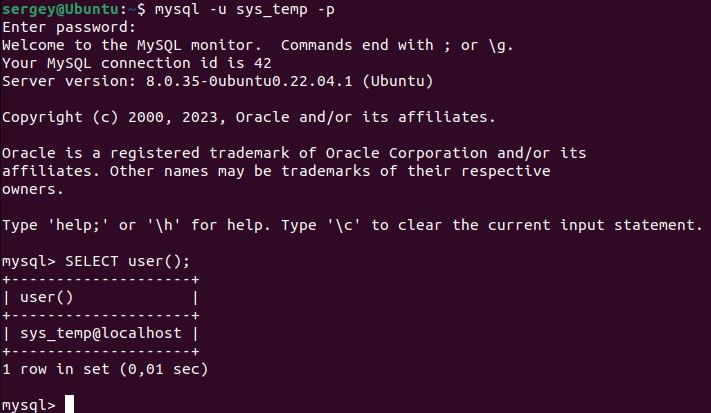 sergey@Ubuntu:~$ mysql -u sys_temp -p
Enter password:
Welcome to the MySQL monitor.  Commands end with ; or \g.
Your MySQL connection id is 42
Server version: 8.0.35-0ubuntu0.22.04.1 (Ubuntu)
Copyright (c) 2000, 2023, Oracle and/or its affiliates.
Oracle is a registered trademark of Oracle Corporation and/or its
affiliates. Other names may be trademarks of their respective
owners.
Type 'help;' or '\h' for help. Type '\c' to clear the current input statement.
mysql> SELECT user();
+--------------------+
| user()             |
+--------------------+
| sys_temp@localhost |
+--------------------+
1 row in set (0,01 sec)
mysql>